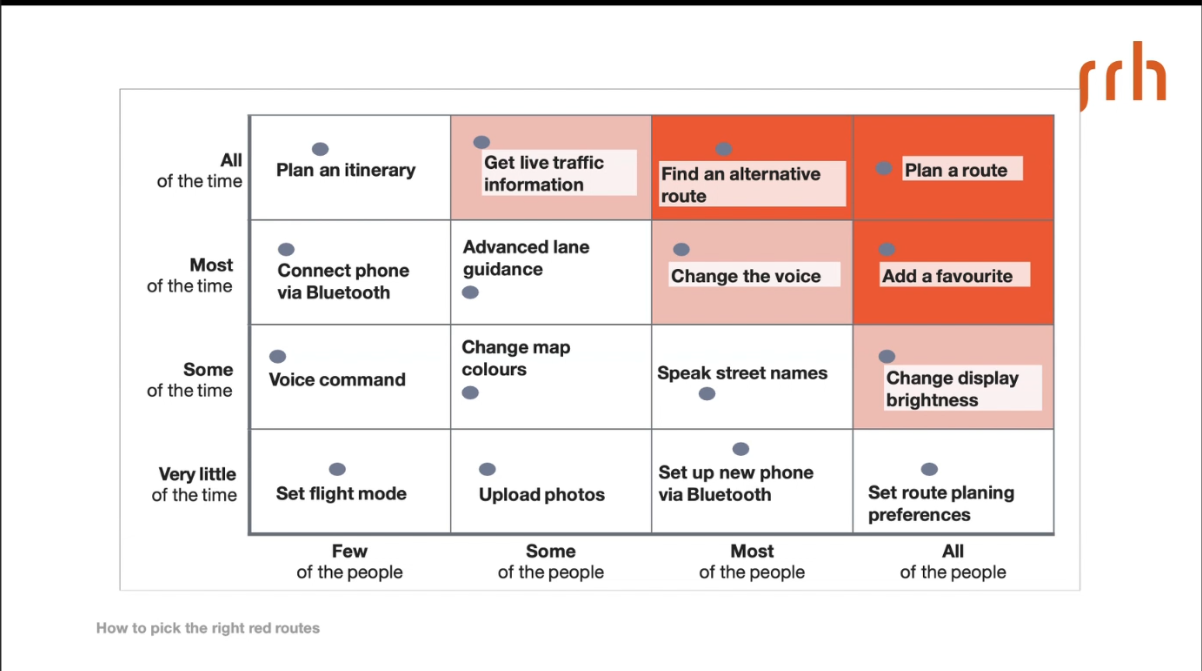 srh
All
of the time
Plan an itinerary
Get live traffic
information
Find an alternative
route
Plan a route
Most
of the time
Connect phone
via Bluetooth
Advanced lane
guidance
Change the voice
Add a favourite
Some
of the time
Voice command
Change map
colours
Speak street names
Change display
brightness
Very little
of the time
Set flight mode
Upload photos
Set up new phone
via Bluetooth
Set route planing
preferences
Few
of the people
Some
of the people
Most
of the people
All
of the people
How to pick the right red routes